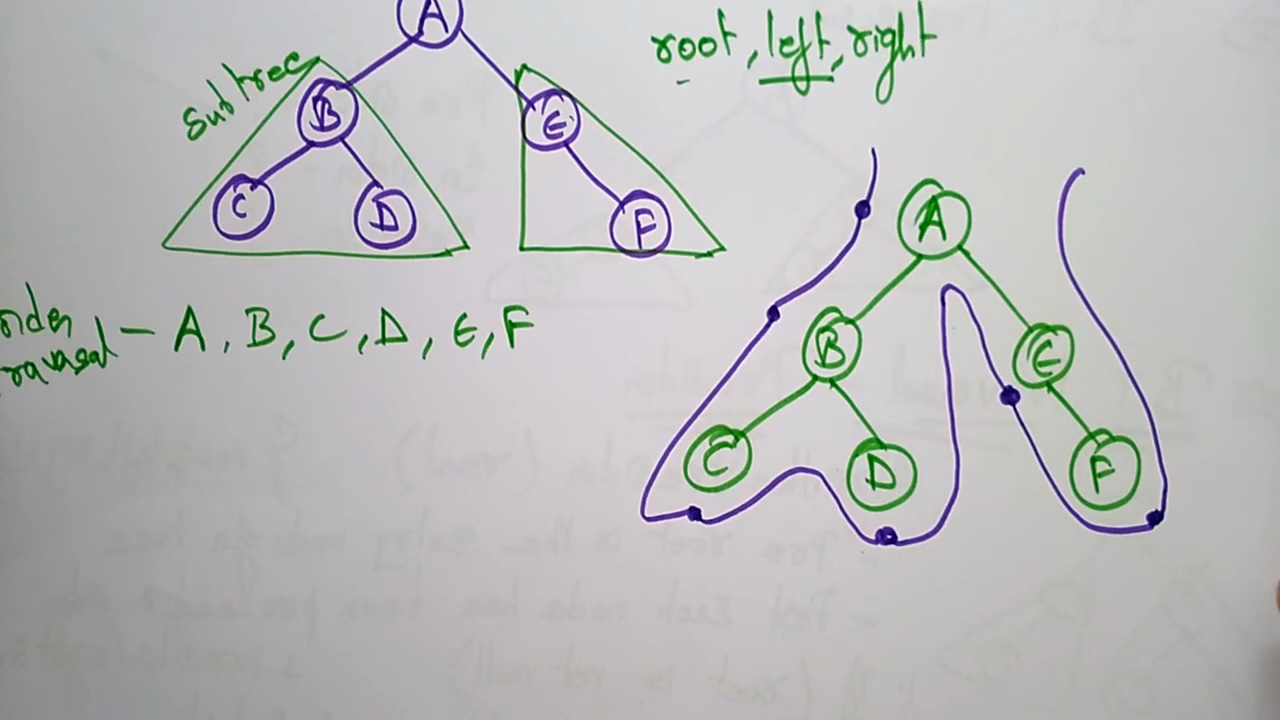 A
root, left, right
Subtree
B
E
C
D
F
A
B
E
C
D
F
- A, B, C, D, E, F